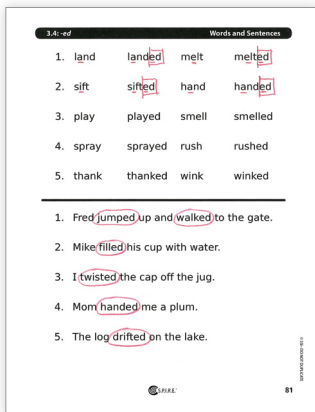 3.4: -ed Words and Sentences
1. land landed melt melted
2. sift sifted hand handed
3. play played smell smelled
4. spray sprayed rush rushed
5. thank thanked wink winked
1. Fred jumped up and walked to the gate.
2. Mike filled his cup with water.
3. I twisted the cap off the jug.
4. Mom handed me a plum.
5. The log drifted on the lake.
S.P.I.R.E.
81